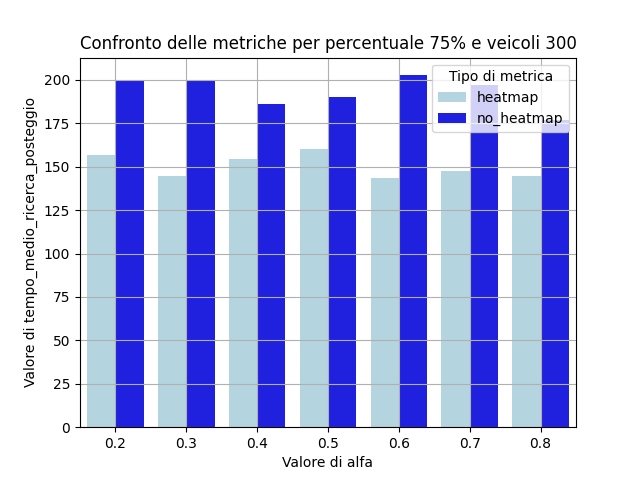 Confronto delle metriche per percentuale 75% e veicoli 300
Valore di tempo_medio_ricerca_posteggio
200
175
150
125
100
75
50
25
0
Tipo di metrica
heatmap
no_heatmap
0.2 0.3 0.4 0.5 0.6 0.7 0.8
Valore di alfa